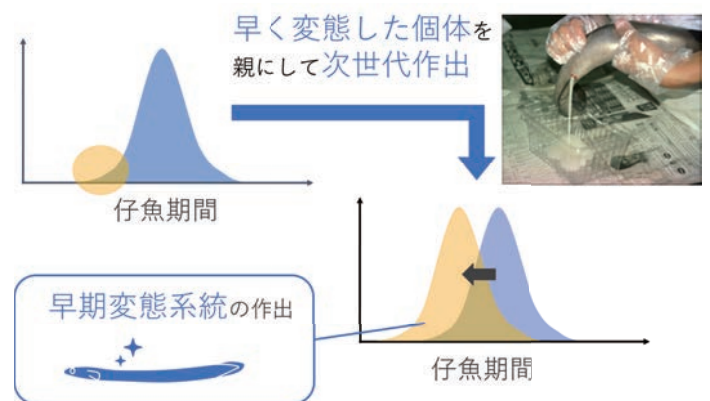 早く変態した個体を
親にして次世代作出
仔魚期間
早期変態系統の作出
仔魚期間